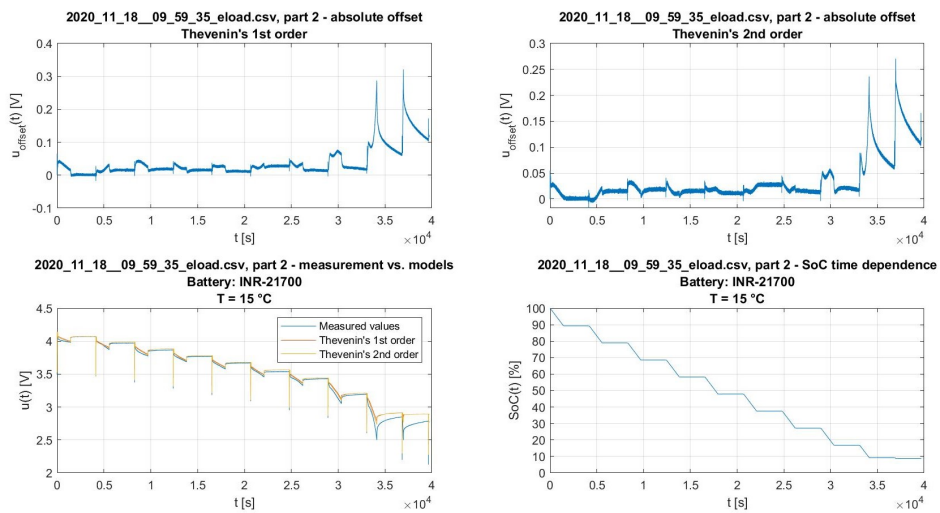 2020_11_18__09_59_35_eload.csv, part 2 - absolute offset
Thevenin's 1st order
0.4
0.3
0.2
0.1
0
-0.1
u_offset(t) [V]
0 0.5 1 1.5 2 2.5 3 3.5 4
t [s]
×10^4
2020_11_18__09_59_35_eload.csv, part 2 - absolute offset
Thevenin's 2nd order
0.3
0.25
0.2
0.15
0.1
0.05
0
u_offset(t) [V]
0 0.5 1 1.5 2 2.5 3 3.5 4
t [s]
×10^4
2020_11_18__09_59_35_eload.csv, part 2 - measurement vs. models
Battery: INR-21700
T = 15 °C
4.5
4
3.5
3
2.5
2
u(t) [V]
Measured values
Thevenin's 1st order
Thevenin's 2nd order
0 0.5 1 1.5 2 2.5 3 3.5 4
t [s]
×10^4
2020_11_18__09_59_35_eload.csv, part 2 - SoC time dependence
Battery: INR-21700
T = 15 °C
100
90
80
70
60
50
40
30
20
10
0
SoC(t) [%]
0 0.5 1 1.5 2 2.5 3 3.5 4
t [s]
×10^4